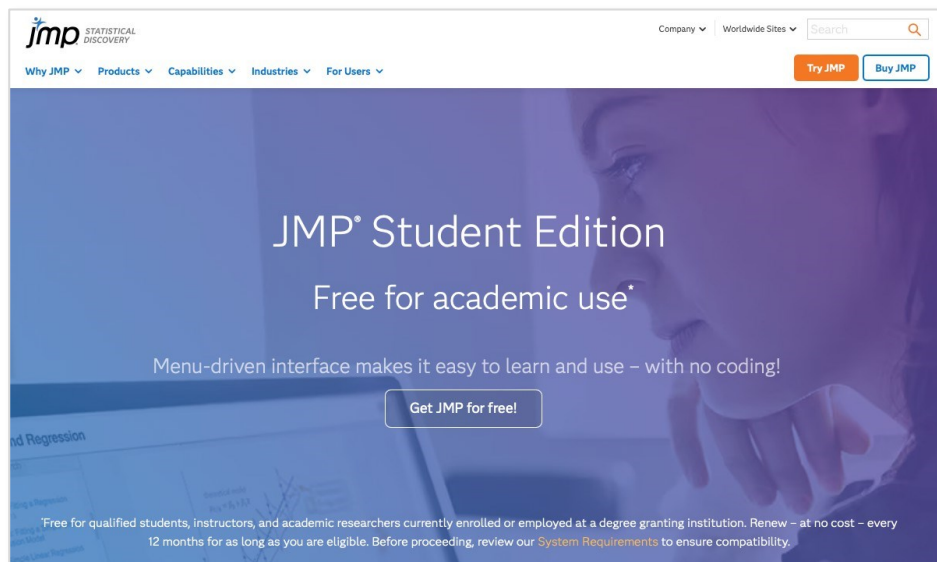 jmp STATISTICAL
DISCOVERY
Company Worldwide Sites Search
Why JMP Products Capabilities Industries For Users Try JMP Buy JMP
JMP® Student Edition
Free for academic use*
Menu-driven interface makes it easy to learn and use – with no coding!
Get JMP for free!
nd Regression
*Free for qualified students, instructors, and academic researchers currently enrolled or employed at a degree granting institution. Renew – at no cost – every
12 months for as long as you are eligible. Before proceeding, review our System Requirements to ensure compatibility.